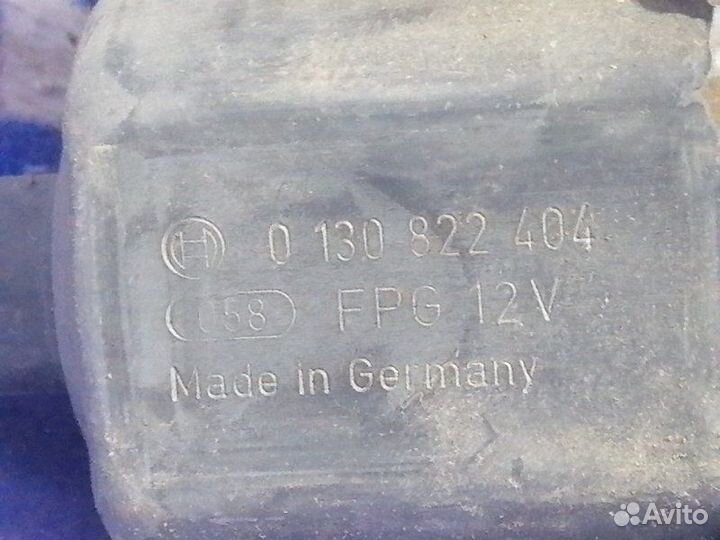 0 130 822 404
058 FPG 12V
Made in Germany
Avito